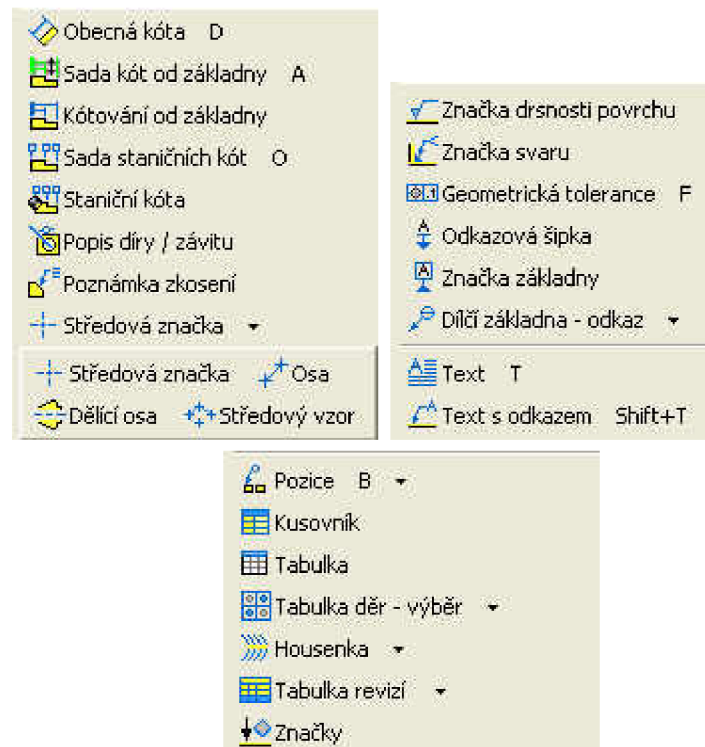 Obecná kóta D
Sada kót od základny A
Kótování od základny
Sada staničních kót O
Staniční kóta
Popis díry / závitu
Poznámka zkosení
Středová značka
Středová značka Osa
Dělící osa Středový vzor
Značka drsnosti povrchu
Značka svaru
Geometrická tolerance F
Odkazová šipka
Značka základny
Dílčí základna - odkaz
Text T
Text s odkazem Shift+T
Pozice B
Kusovník
Tabulka
Tabulka děr - výběr
Housenka
Tabulka revizí
Značky